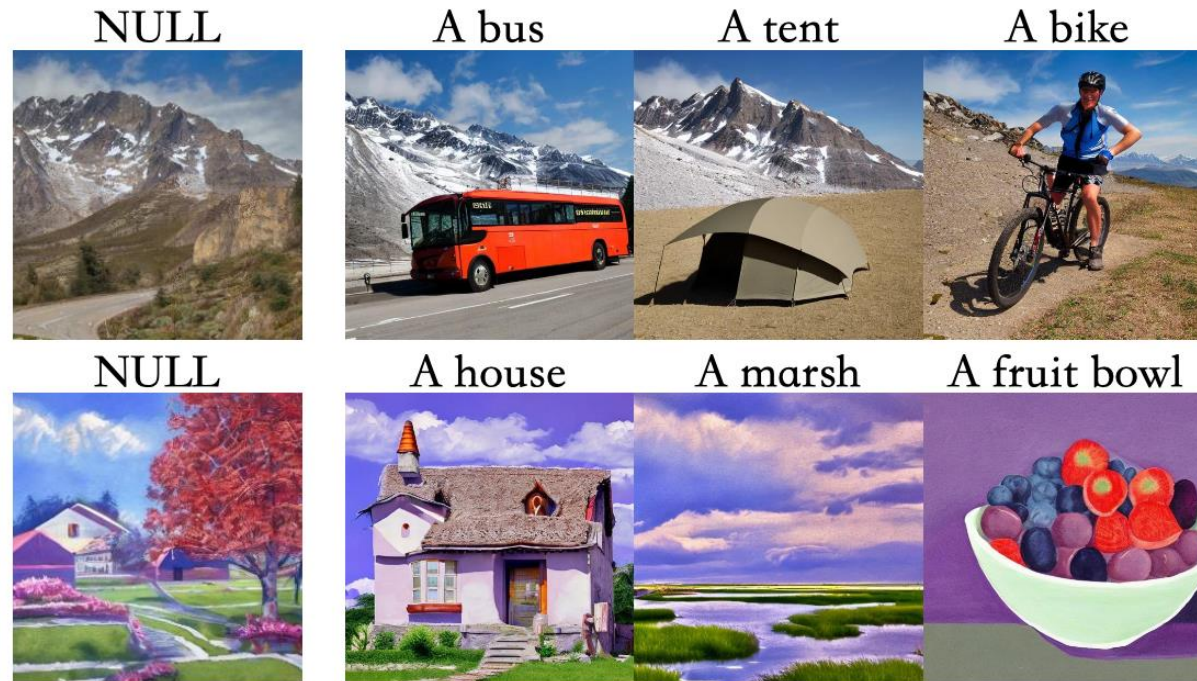 NULL
A bus
A tent
A bike
NULL
A house
A marsh
A fruit bowl